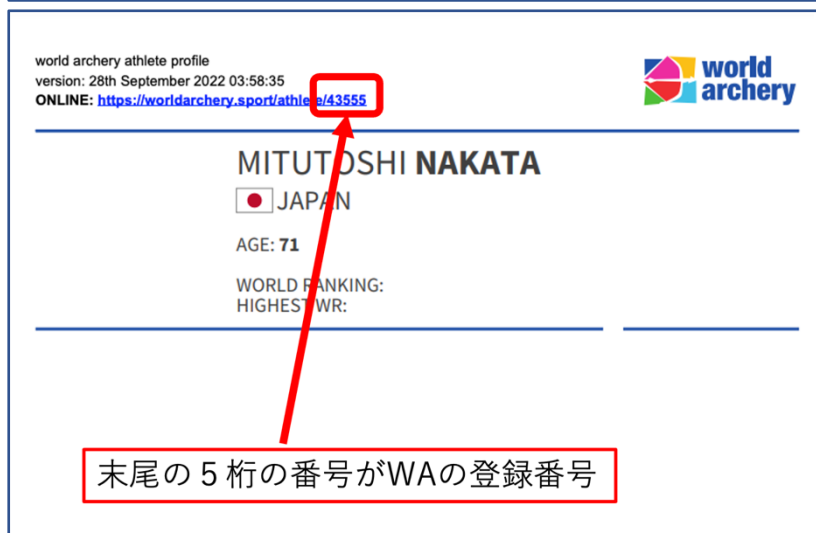 world archery athlete profile
version: 28th September 2022 03:58:35
ONLINE: https://worldarchery.sport/athlete/43555
world
archery
MITUTOSHI NAKATA
JAPAN
AGE: 71
WORLD RANKING:
HIGHEST WR:
末尾の５桁の番号がWAの登録番号